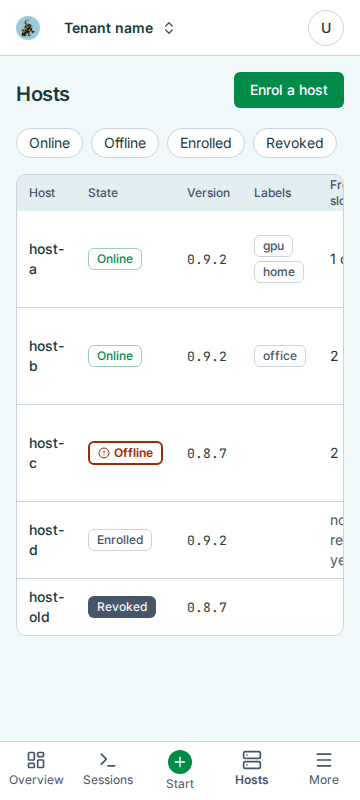 Tenant name
U
Hosts
Enrol a host
Online Offline Enrolled Revoked
Host State Version Labels
host-
a
Online
0.9.2
gpu
home
1
host-
b
Online
0.9.2
office
2
host-
c
Offline
0.8.7
2
host-
d
Enrolled
0.9.2
host-
old
Revoked
0.8.7
Overview Sessions Start Hosts More